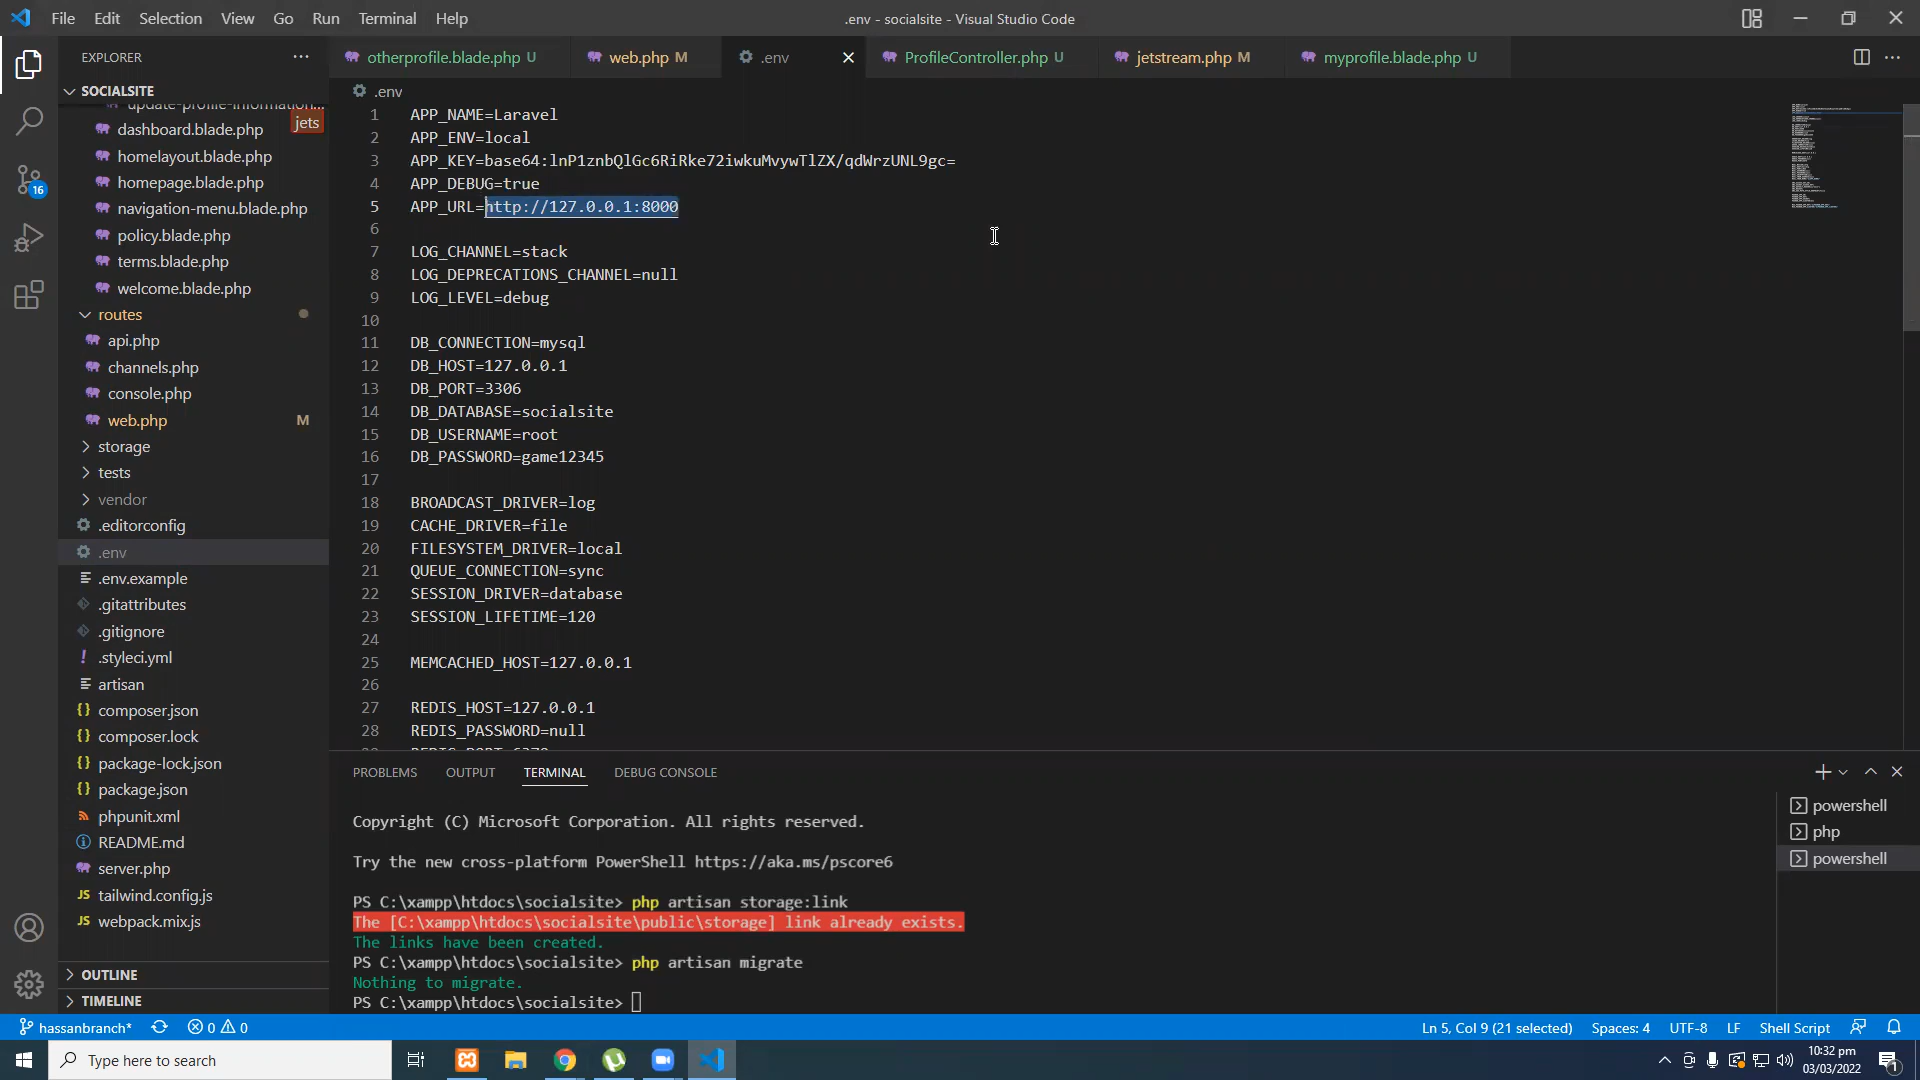 File Edit Selection View Go Run Terminal Help
.env - socialsite - Visual Studio Code
EXPLORER
otherprofile.blade.php U
web.php M
.env
ProfileController.php U
jetstream.php M
myprofile.blade.php U
SOCIALSITE
update-profile-information...
jets
dashboard.blade.php
homelayout.blade.php
homepage.blade.php
navigation-menu.blade.php
policy.blade.php
terms.blade.php
welcome.blade.php
routes
api.php
channels.php
console.php
web.php M
storage
tests
vendor
.editorconfig
.env
.env.example
.gitattributes
.gitignore
.styleci.yml
artisan
composer.json
composer.lock
package-lock.json
package.json
phpunit.xml
README.md
server.php
tailwind.config.js
webpack.mix.js
OUTLINE
TIMELINE
16
.env
1 APP_NAME=Laravel
2 APP_ENV=local
3 APP_KEY=base64:lnP1znbQlGc6RiRke72iwkuMvywTlZX/qdWrzUNL9gc=
4 APP_DEBUG=true
5 APP_URL=http://127.0.0.1:8000
6
7 LOG_CHANNEL=stack
8 LOG_DEPRECATIONS_CHANNEL=null
9 LOG_LEVEL=debug
10
11 DB_CONNECTION=mysql
12 DB_HOST=127.0.0.1
13 DB_PORT=3306
14 DB_DATABASE=socialsite
15 DB_USERNAME=root
16 DB_PASSWORD=game12345
17
18 BROADCAST_DRIVER=log
19 CACHE_DRIVER=file
20 FILESYSTEM_DRIVER=local
21 QUEUE_CONNECTION=sync
22 SESSION_DRIVER=database
23 SESSION_LIFETIME=120
24
25 MEMCACHED_HOST=127.0.0.1
26
27 REDIS_HOST=127.0.0.1
28 REDIS_PASSWORD=null
29 REDIS_PORT=6379
PROBLEMS OUTPUT TERMINAL DEBUG CONSOLE
Copyright (C) Microsoft Corporation. All rights reserved.
Try the new cross-platform PowerShell https://aka.ms/pscore6
PS C:\xampp\htdocs\socialsite> php artisan storage:link
The [C:\xampp\htdocs\socialsite\public\storage] link already exists.
The links have been created.
PS C:\xampp\htdocs\socialsite> php artisan migrate
Nothing to migrate.
PS C:\xampp\htdocs\socialsite>
powershell
php
powershell
hassanbranch* 0 0
Ln 5, Col 9 (21 selected) Spaces: 4 UTF-8 LF Shell Script
Type here to search
10:32 pm
03/03/2022
1